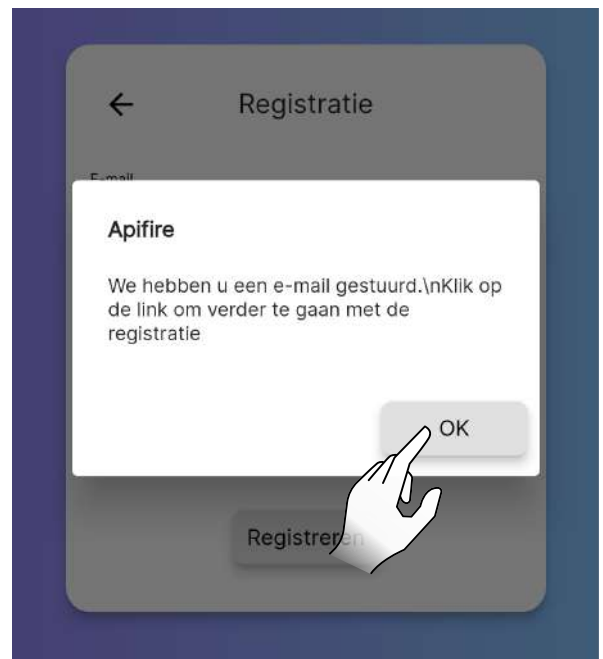 Registratie
E-mail
Apifire
We hebben u een e-mail gestuurd.\nKlik op
de link om verder te gaan met de
registratie
OK
Registreren